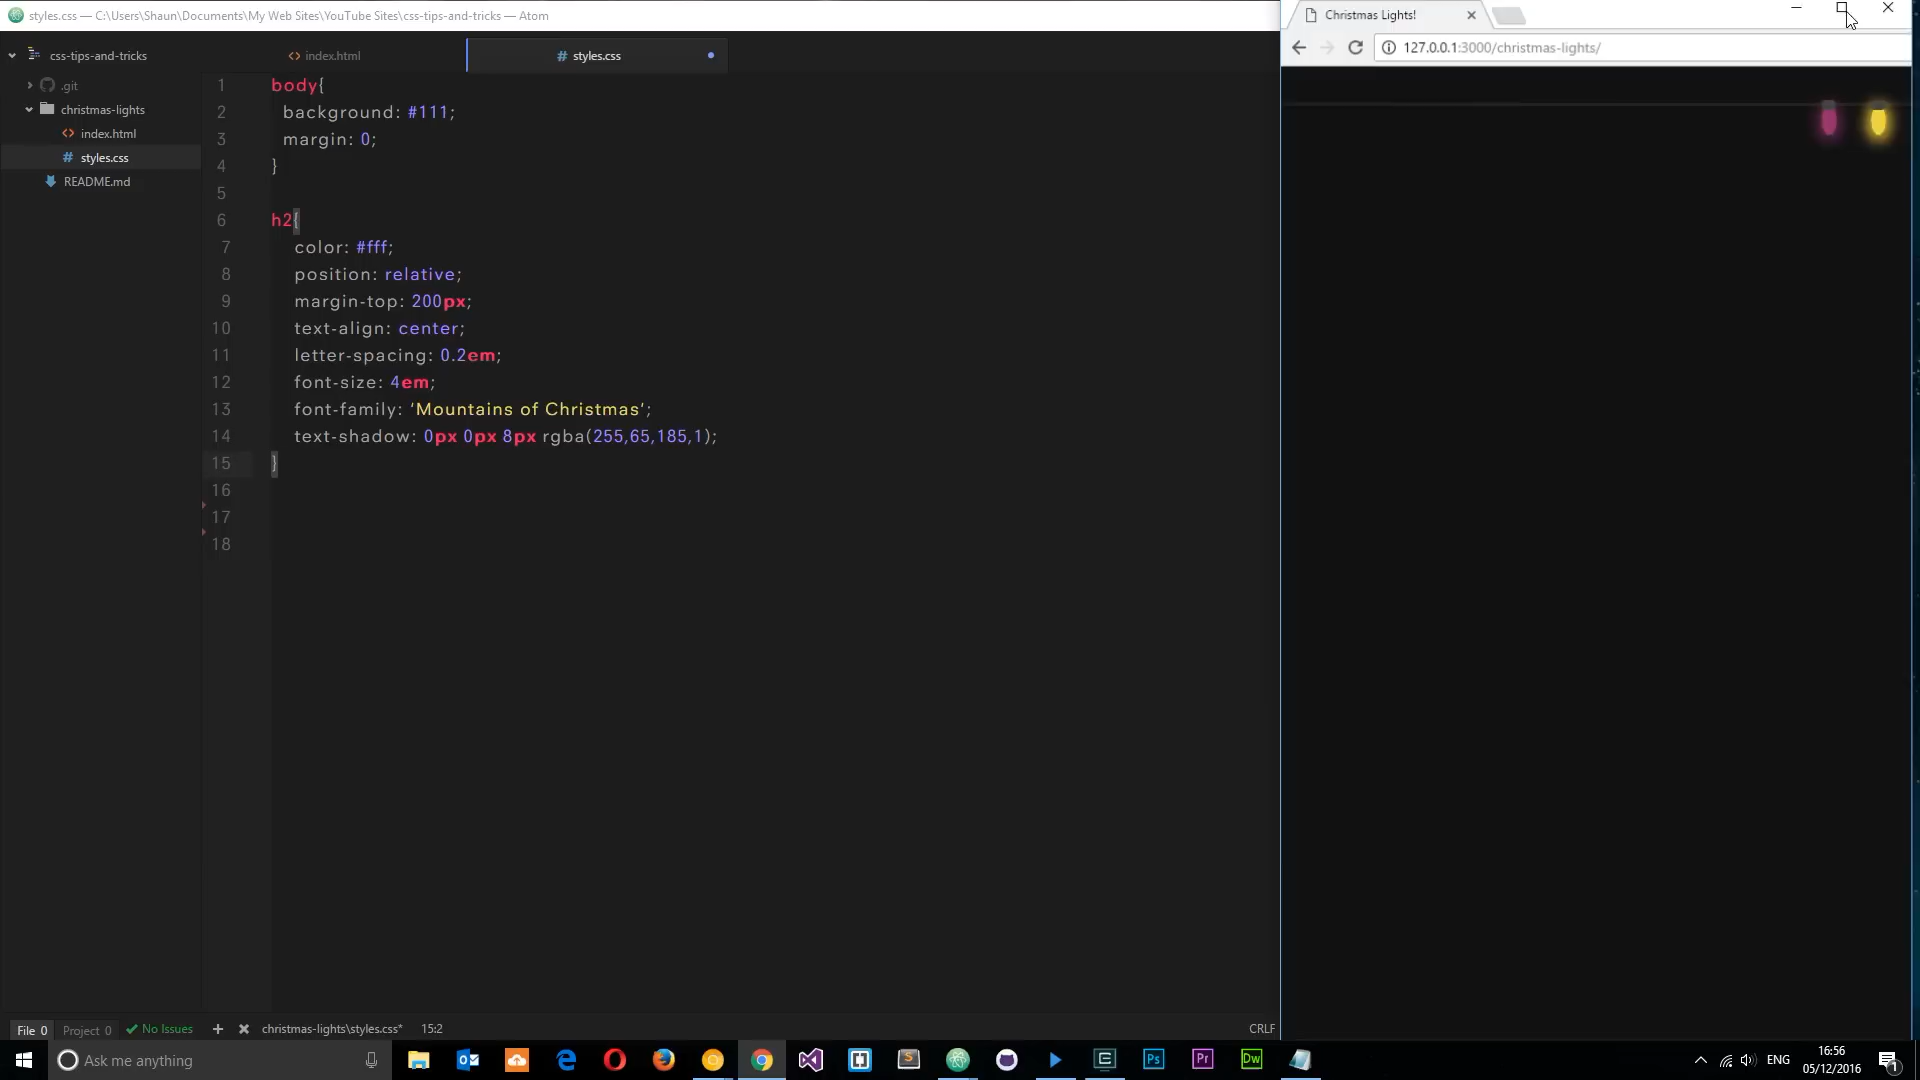 styles.css — C:\Users\Shaun\Documents\My Web Sites\YouTube Sites\css-tips-and-tricks — Atom
Christmas Lights!
127.0.0.1:3000/christmas-lights/
css-tips-and-tricks
.git
christmas-lights
index.html
styles.css
README.md
index.html
styles.css
1 body{
2 background: #111;
3 margin: 0;
4 }
5
6 h2{
7 color: #fff;
8 position: relative;
9 margin-top: 200px;
10 text-align: center;
11 letter-spacing: 0.2em;
12 font-size: 4em;
13 font-family: 'Mountains of Christmas';
14 text-shadow: 0px 0px 8px rgba(255,65,185,1);
15 }
16
17
18
File 0 Project 0 No Issues christmas-lights\styles.css* 15:2 CRLF
Ask me anything
Ps Pr Dw
ENG
16:56
05/12/2016
1